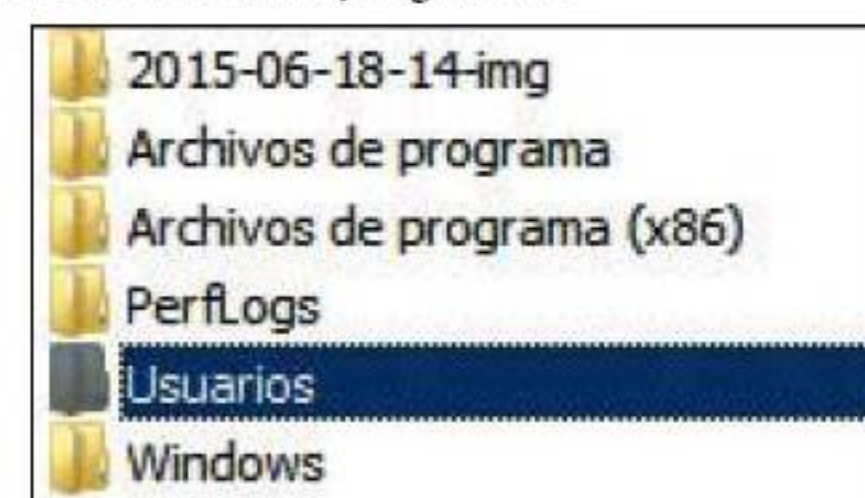 2015-06-18-14-img
Archivos de programa
Archivos de programa (x86)
PerfLogs
Usuarios
Windows